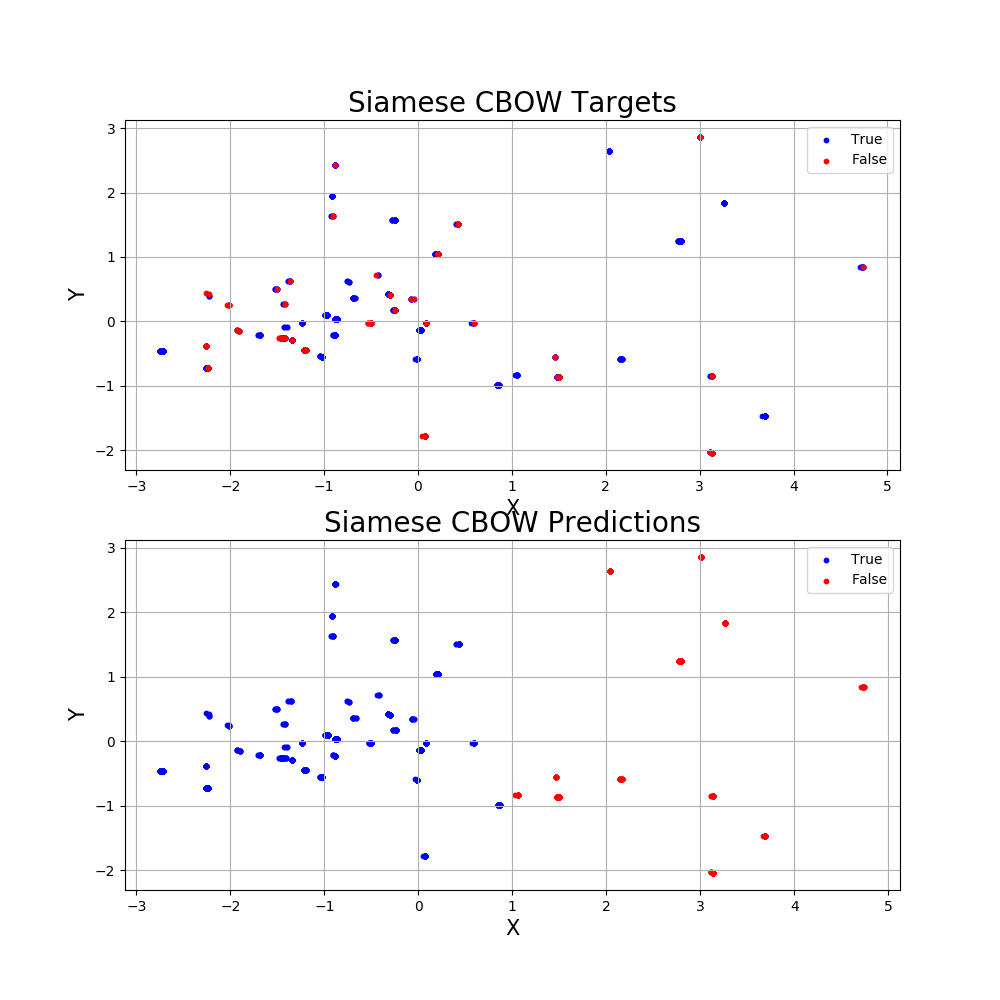 Siamese CBOW Targets
3
2
1
0
−1
−2
Y
True
False
−3 −2 −1 0 1 2 3 4 5
X
Siamese CBOW Predictions
3
2
1
0
−1
−2
Y
True
False
−3 −2 −1 0 1 2 3 4 5
X